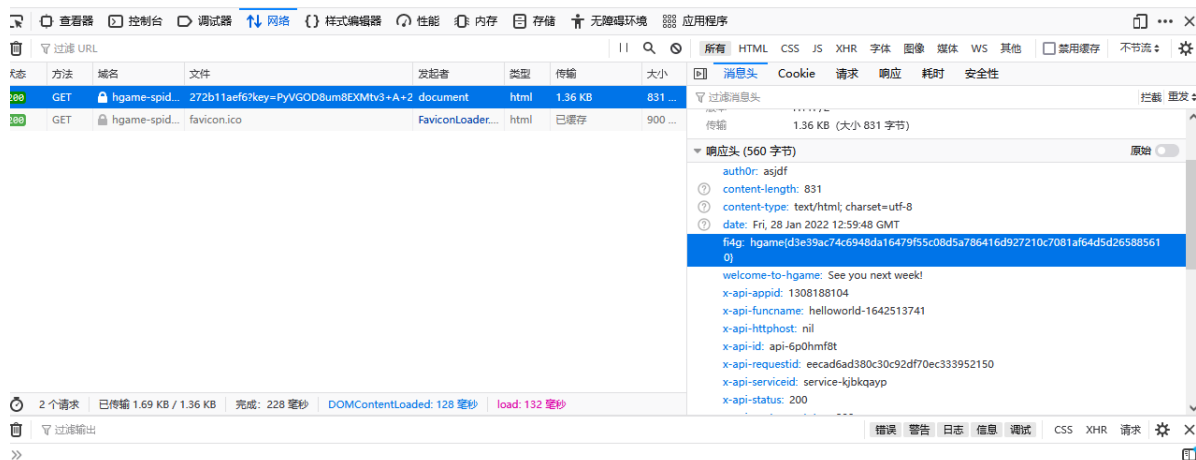 查看器 控制台 调试器 网络 {} 样式编辑器 性能 内存 存储 无障碍环境 应用程序
过滤 URL
所有 HTML CSS JS XHR 字体 图像 媒体 WS 其他 禁用缓存 不节流
方法 域名 文件 发起者 类型 传输 大小
200 GET hgame-spid... 272b11aef6?key=PyVGOD8um8EXMtv3+A+2 document html 1.36 KB 831 ...
200 GET hgame-spid... favicon.ico FaviconLoader.... html 已缓存 900 ...
消息头 Cookie 请求 响应 耗时 安全性
过滤消息头 拦截 重发
传输 1.36 KB (大小 831 字节)
响应头 (560 字节) 原始
auth0r: asjdf
content-length: 831
content-type: text/html; charset=utf-8
date: Fri, 28 Jan 2022 12:59:48 GMT
fi4g: hgame{d3e39ac74c6948da16479f55c08d5a786416d927210c7081af64d5d26588561
0}
welcome-to-hgame: See you next week!
x-api-appid: 1308188104
x-api-funcname: helloworld-1642513741
x-api-httphost: nil
x-api-id: api-6p0hmf8t
x-api-requestid: eecad6ad380c30c92df70ec333952150
x-api-serviceid: service-kjbkqayp
x-api-status: 200
2 个请求 已传输 1.69 KB / 1.36 KB 完成: 228 毫秒 DOMContentLoaded: 128 毫秒 load: 132 毫秒
过滤输出
错误 警告 日志 信息 调试 CSS XHR 请求